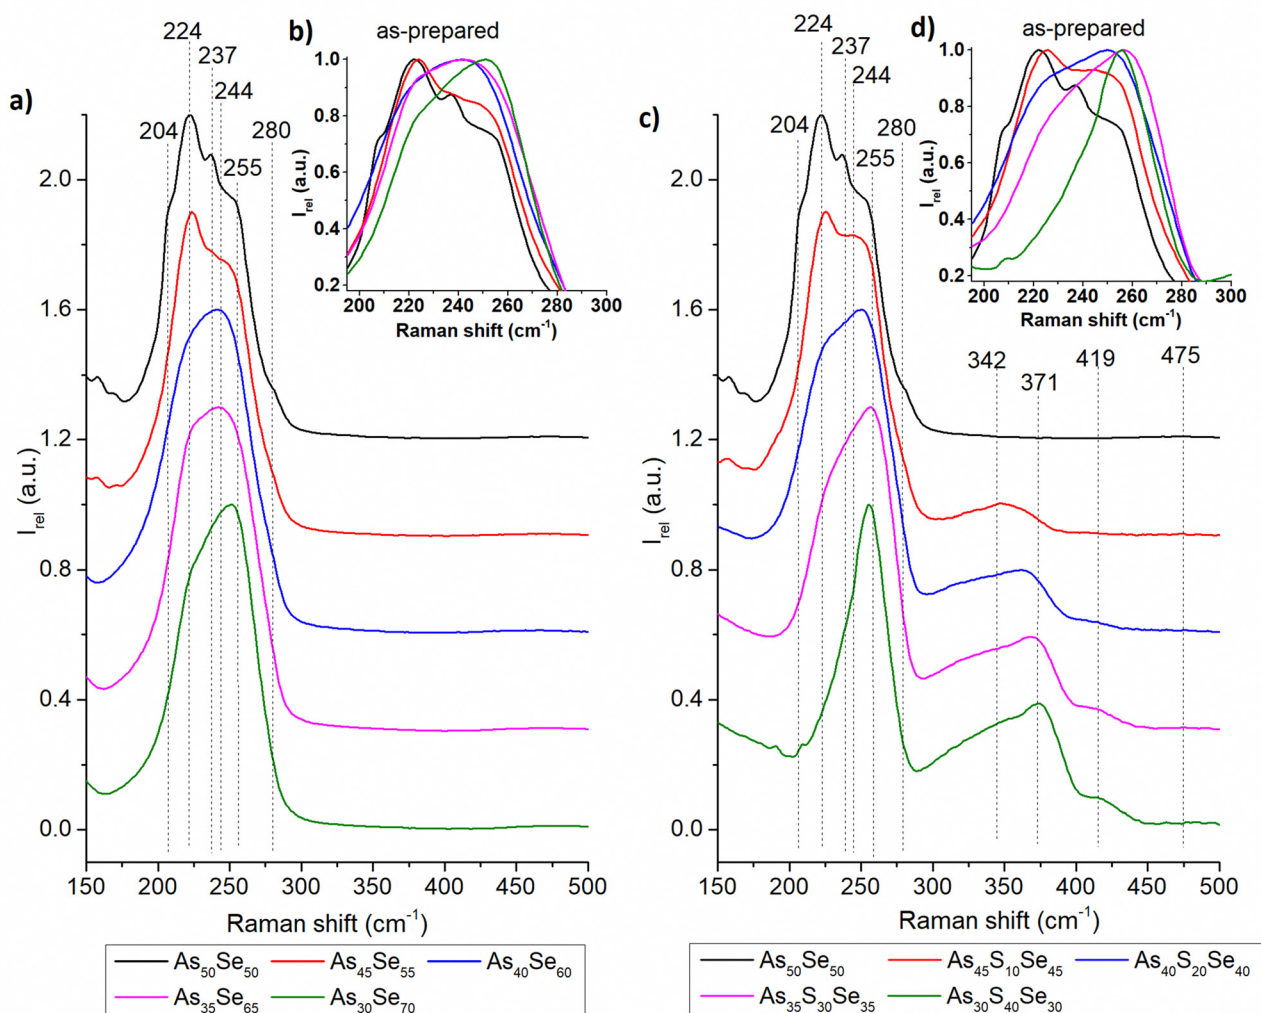 a)
b)
as-prepared
224
237
244
204
280
255
I_rel (a.u.)
2.0
1.6
1.2
0.8
0.4
0.0
150 200 250 300 350 400 450 500
Raman shift (cm⁻¹)
I_rel (a.u.)
1.0
0.8
0.6
0.4
0.2
200 220 240 260 280 300
Raman shift (cm⁻¹)
As₅₀Se₅₀ As₄₅Se₅₅ As₄₀Se₆₀
As₃₅Se₆₅ As₃₀Se₇₀
c)
d)
as-prepared
224
237
244
204
280
255
342
371
419
475
I_rel (a.u.)
2.0
1.6
1.2
0.8
0.4
0.0
150 200 250 300 350 400 450 500
Raman shift (cm⁻¹)
I_rel (a.u.)
1.0
0.8
0.6
0.4
0.2
200 220 240 260 280 300
Raman shift (cm⁻¹)
As₅₀Se₅₀ As₄₅S₁₀Se₄₅ As₄₀S₂₀Se₄₀
As₃₅S₃₀Se₃₅ As₃₀S₄₀Se₃₀